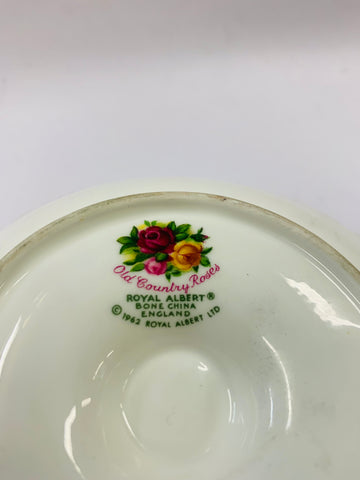 Old Country Roses
ROYAL ALBERT®
BONE CHINA
ENGLAND
© 1962 ROYAL ALBERT LTD